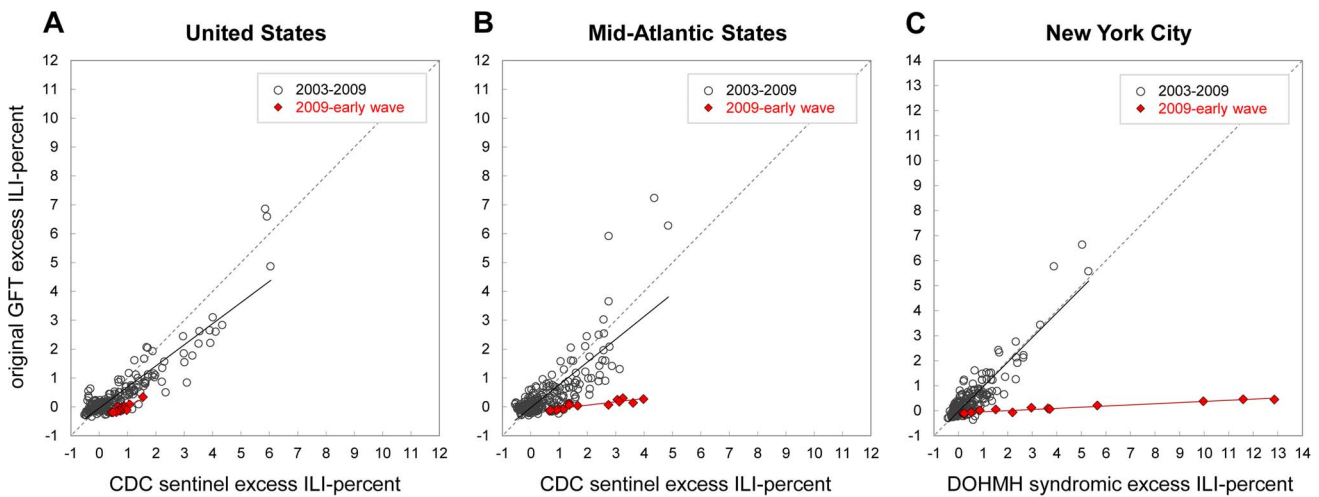 A
United States
original GFT excess ILI-percent
12
11
10
9
8
7
6
5
4
3
2
1
0
-1
2003-2009
2009-early wave
-1 0 1 2 3 4 5 6 7 8 9 10 11 12
CDC sentinel excess ILI-percent
B
Mid-Atlantic States
12
11
10
9
8
7
6
5
4
3
2
1
0
-1
2003-2009
2009-early wave
-1 0 1 2 3 4 5 6 7 8 9 10 11 12
CDC sentinel excess ILI-percent
C
New York City
14
13
12
11
10
9
8
7
6
5
4
3
2
1
0
-1
2003-2009
2009-early wave
-1 0 1 2 3 4 5 6 7 8 9 10 11 12 13 14
DOHMH syndromic excess ILI-percent